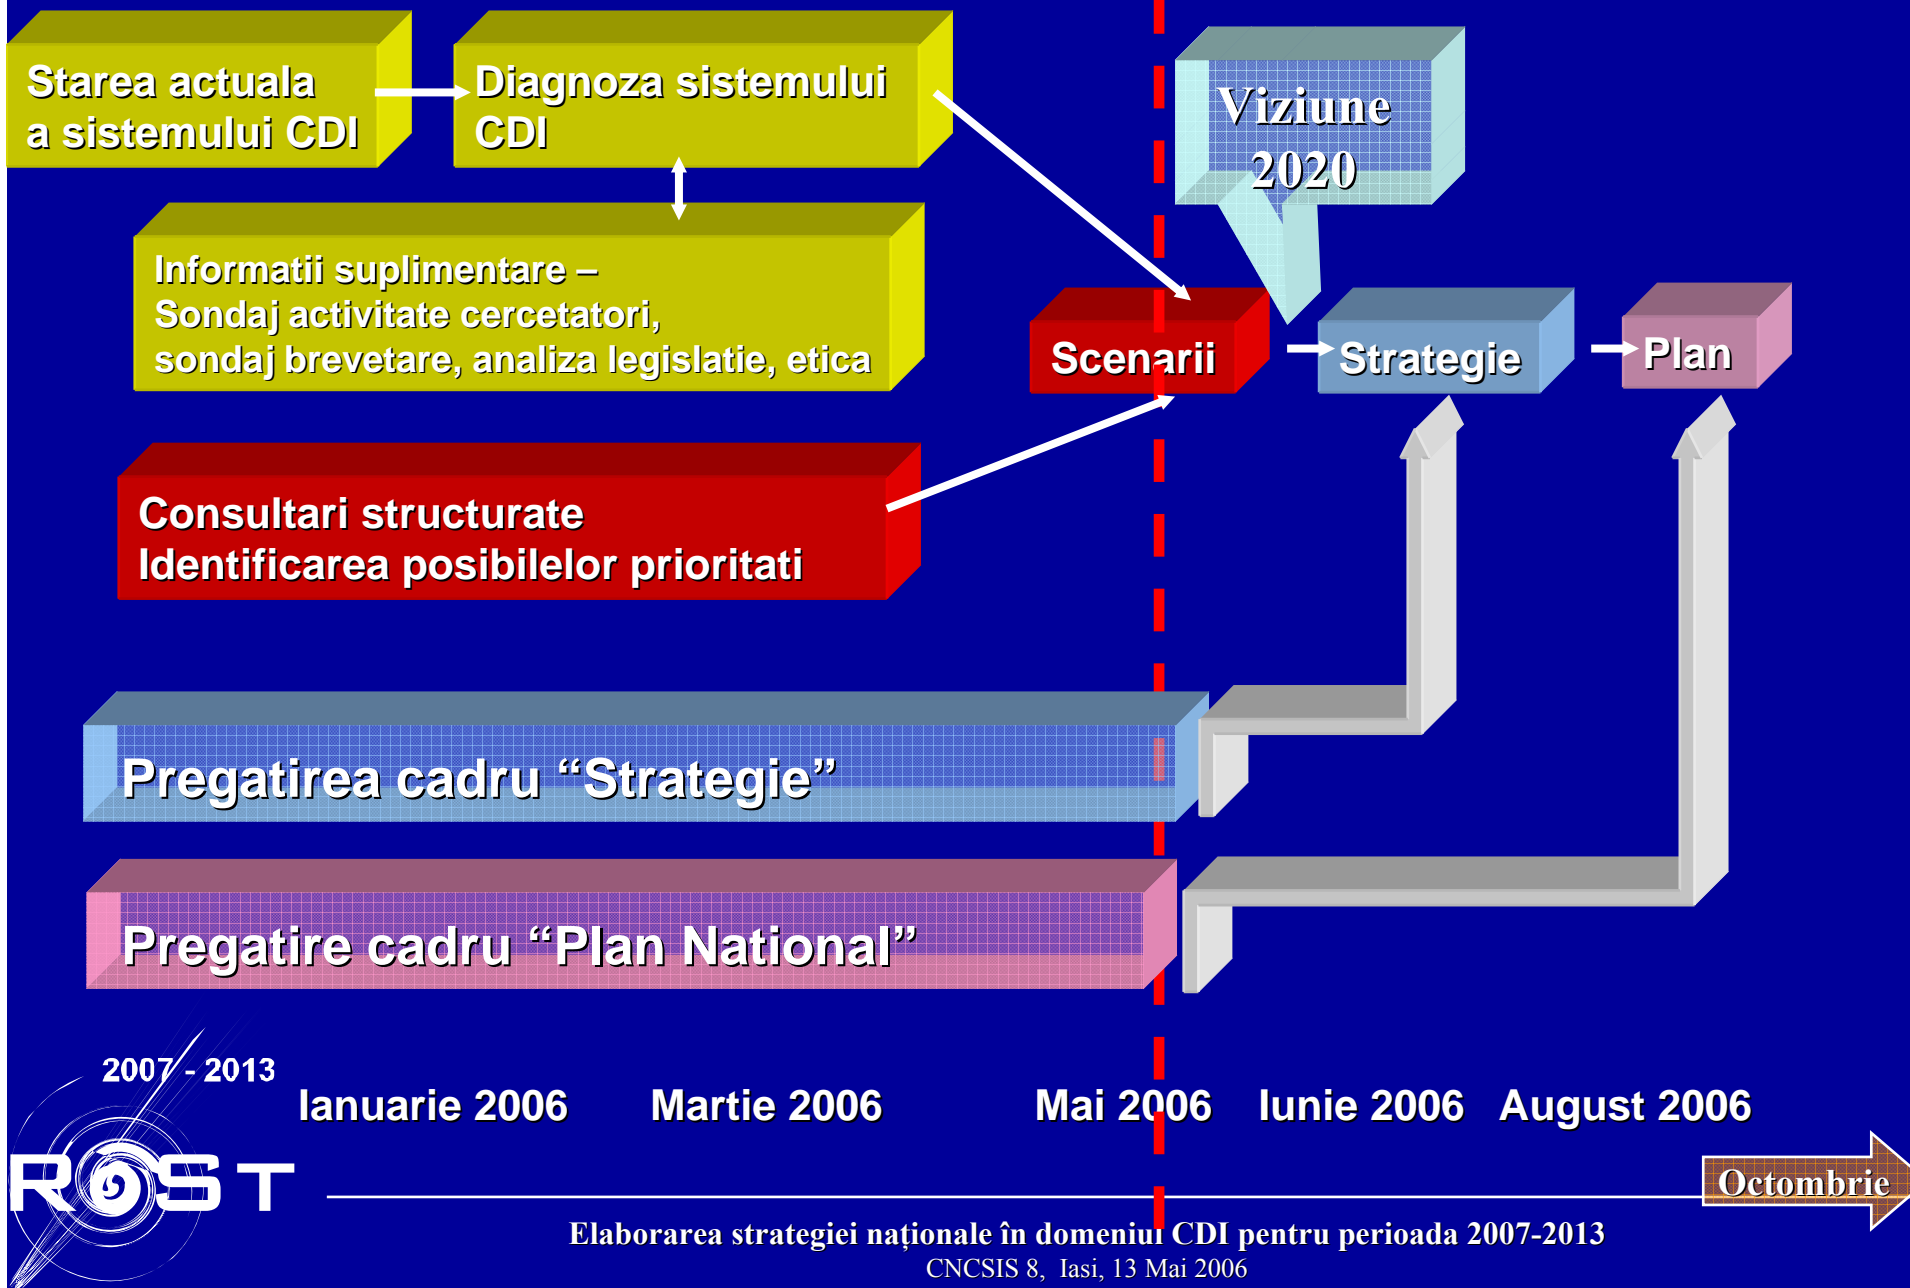 Starea actuala
a sistemului CDI
Diagnoza sistemului
CDI
Viziune
2020
Informatii suplimentare –
Sondaj activitate cercetatori,
sondaj brevetare, analiza legislatie, etica
Scenarii
Strategie
Plan
Consultari structurate
Identificarea posibilelor prioritati
Pregatirea cadru “Strategie”
Pregatire cadru “Plan National”
2007 - 2013
Ianuarie 2006
Martie 2006
Mai 2006
Iunie 2006
August 2006
ROST
Octombrie
Elaborarea strategiei naționale în domeniul CDI pentru perioada 2007-2013
CNCSIS 8, Iasi, 13 Mai 2006